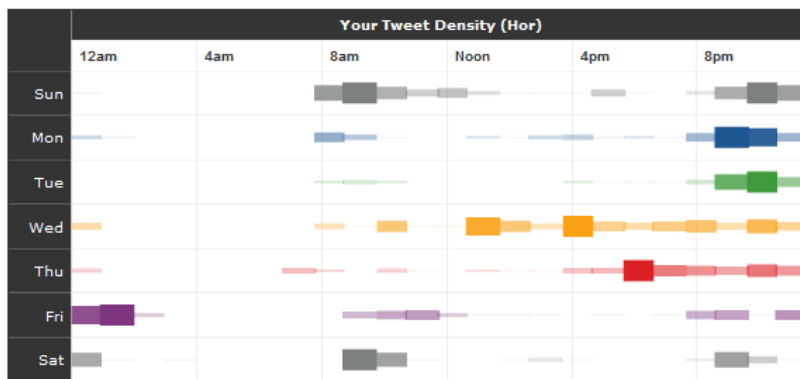 Your Tweet Density (Hor)
12am 4am 8am Noon 4pm 8pm
Sun
Mon
Tue
Wed
Thu
Fri
Sat